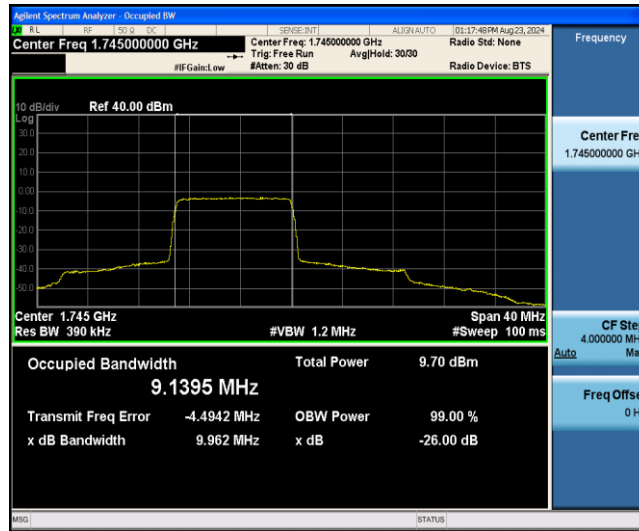 Agilent Spectrum Analyzer - Occupied BW
RL RF 50 Ω DC SENSE:INT ALIGN AUTO 01:17:48 PM Aug 23, 2024
Center Freq 1.745000000 GHz
Center Freq: 1.745000000 GHz
Radio Std: None
Trig: Free Run Avg|Hold: 30/30
#IFGain:Low #Atten: 30 dB Radio Device: BTS
Frequency
10 dB/div Ref 40.00 dBm
Log
30.0
20.0
10.0
0.00
-10.0
-20.0
-30.0
-40.0
-50.0
Center 1.745 GHz Span 40 MHz
Res BW 390 kHz #VBW 1.2 MHz #Sweep 100 ms
Occupied Bandwidth Total Power 9.70 dBm
9.1395 MHz
Transmit Freq Error -4.4942 MHz OBW Power 99.00 %
x dB Bandwidth 9.962 MHz x dB -26.00 dB
Center Fre
1.745000000 GH
CF Ste
4.000000 MH
Auto Ma
Freq Offse
0 H
MSG STATUS